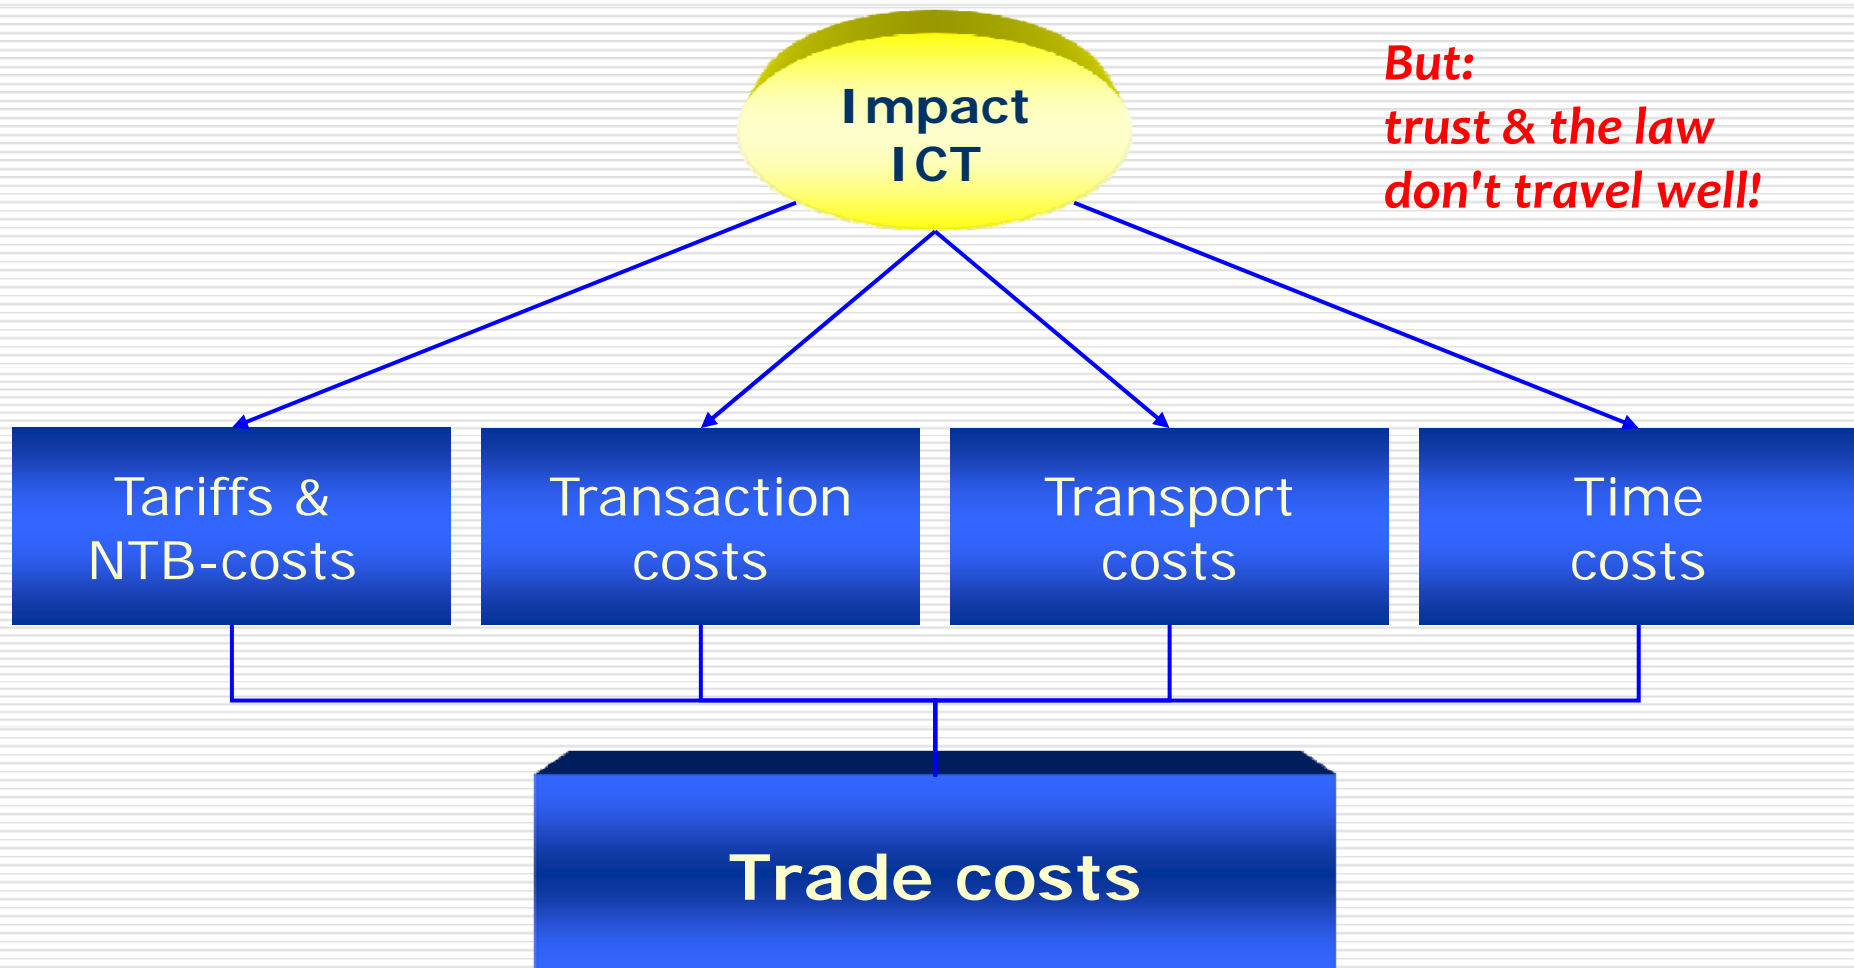 Impact
ICT
But:
trust & the law
don't travel well!
Tariffs &
NTB-costs
Transaction
costs
Transport
costs
Time
costs
Trade costs